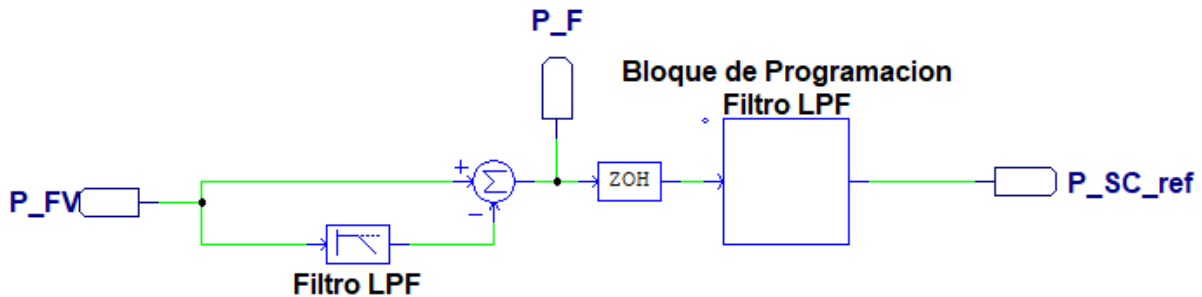 P_F
Bloque de Programacion
Filtro LPF
P_FV
+
Σ
−
ZOH
P_SC_ref
Filtro LPF